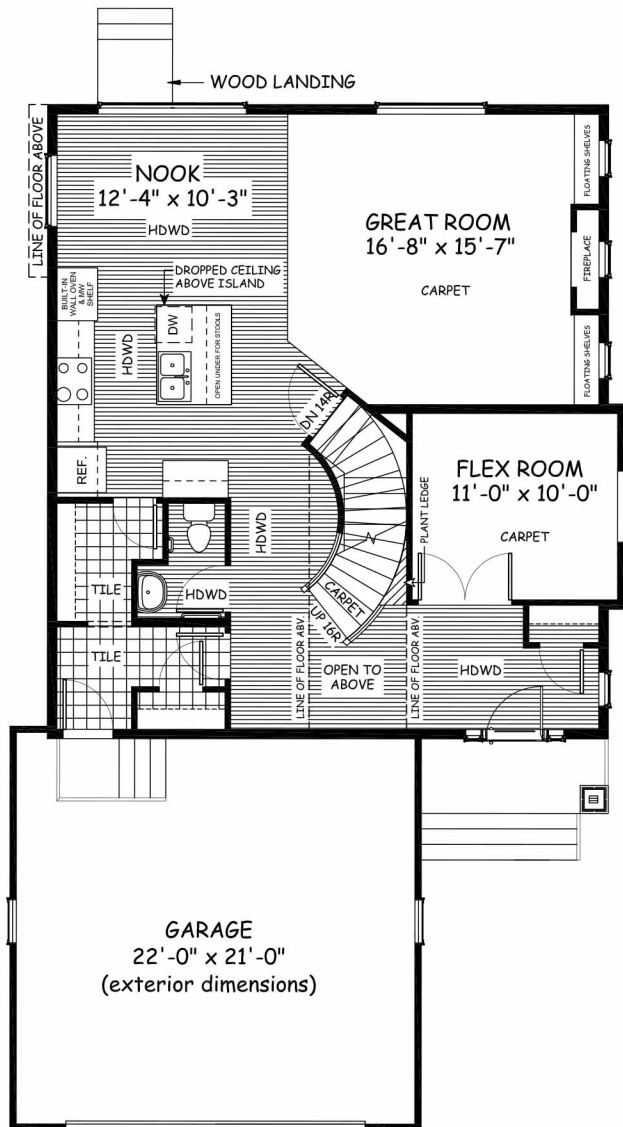 WOOD LANDING
LINE OF FLOOR ABOVE
NOOK
12'-4" x 10'-3"
HDWD
GREAT ROOM
16'-8" x 15'-7"
CARPET
FLOATING SHELVES
FIREPLACE
FLOATING SHELVES
BUILT-IN
WALL OVEN
& MW
SHELF
DROPPED CEILING
ABOVE ISLAND
DW
OPEN UNDER FOR STOOLS
HDWD
REF.
DN 14R
FLEX ROOM
11'-0" x 10'-0"
CARPET
PLANT LEDGE
HDWD
TILE
HDWD
CARPET
UP 16R
TILE
LINE OF FLOOR ABV.
OPEN TO
ABOVE
LINE OF FLOOR ABV.
HDWD
GARAGE
22'-0" x 21'-0"
(exterior dimensions)